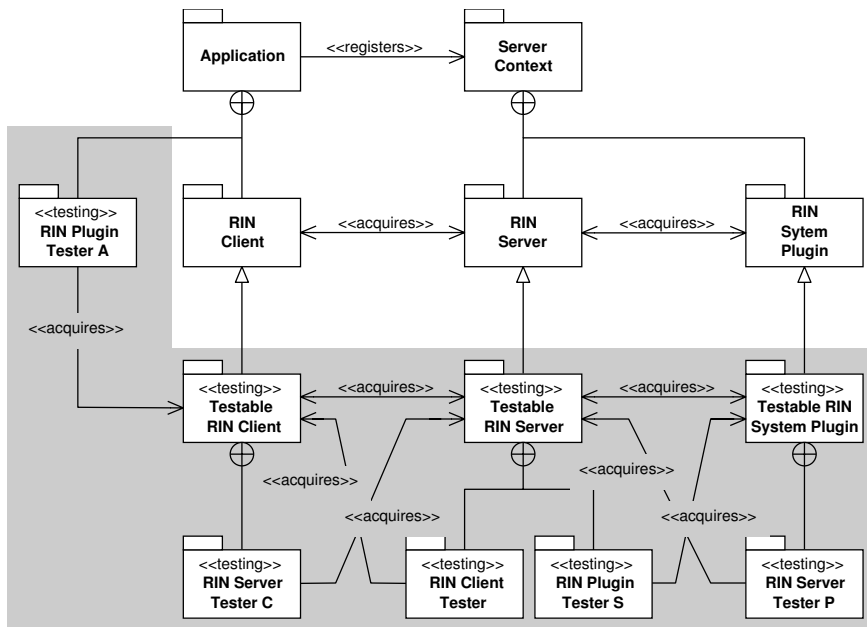 Application
<<registers>>
Server
Context
<<testing>>
RIN Plugin
Tester A
RIN
Client
<<acquires>>
RIN
Server
<<acquires>>
RIN
Sytem
Plugin
<<acquires>>
<<testing>>
Testable
RIN Client
<<acquires>>
<<testing>>
Testable
RIN Server
<<acquires>>
<<testing>>
Testable RIN
System Plugin
<<acquires>>
<<acquires>>
<<acquires>>
<<acquires>>
<<testing>>
RIN Server
Tester C
<<testing>>
RIN Client
Tester
<<testing>>
RIN Plugin
Tester S
<<testing>>
RIN Server
Tester P